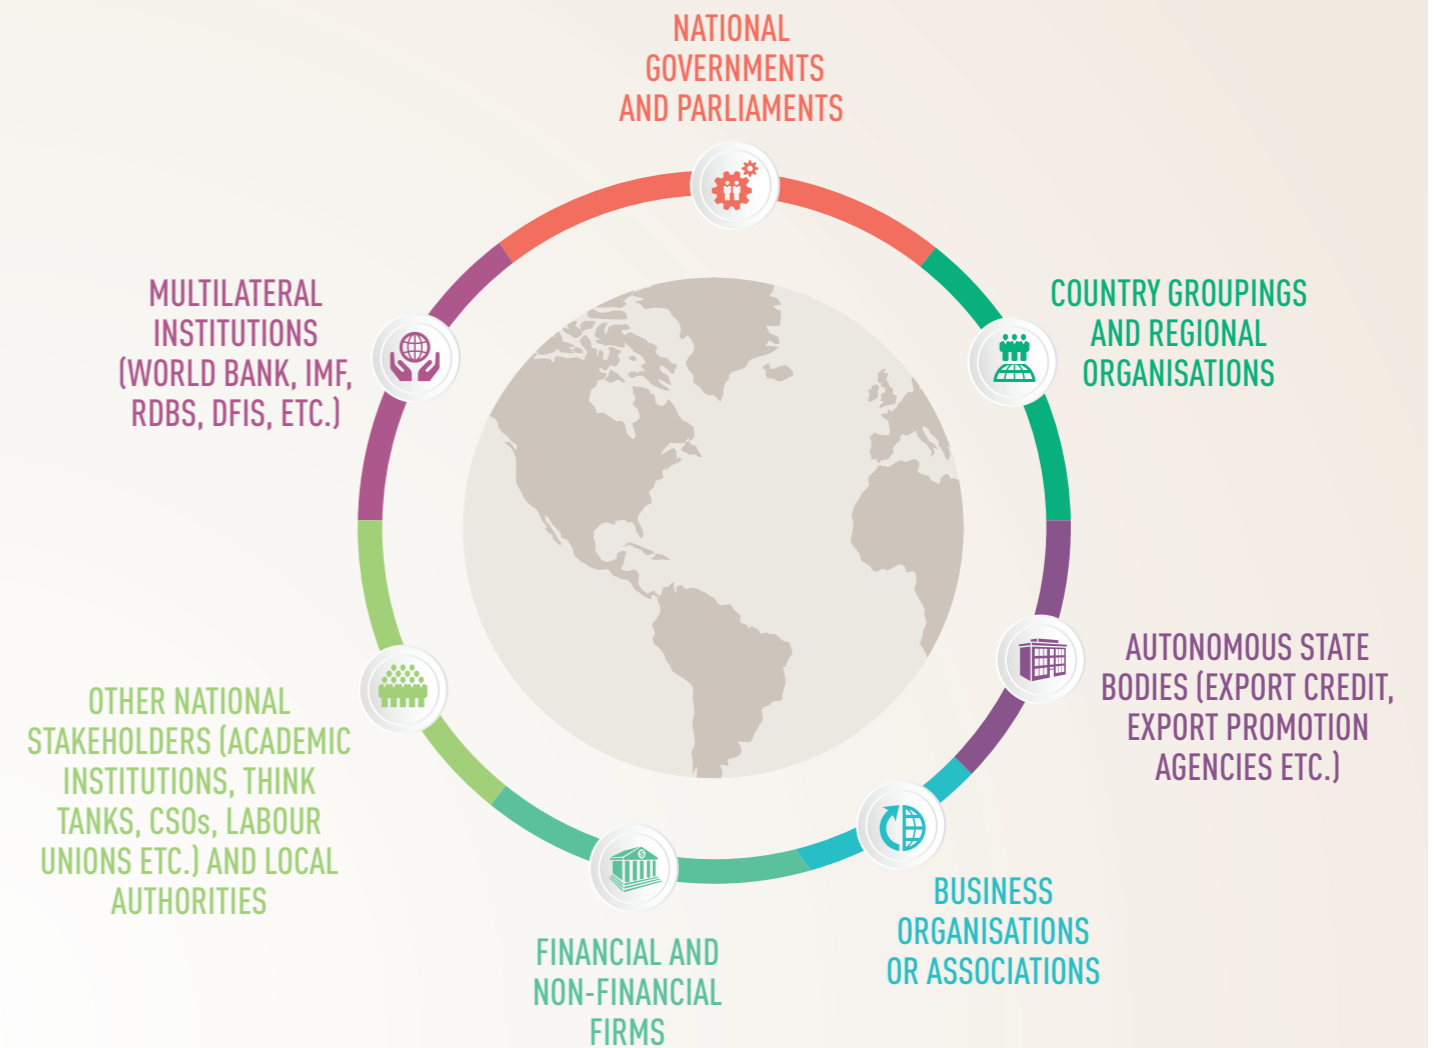 NATIONAL
GOVERNMENTS
AND PARLIAMENTS
COUNTRY GROUPINGS
AND REGIONAL
ORGANISATIONS
AUTONOMOUS STATE
BODIES (EXPORT CREDIT,
EXPORT PROMOTION
AGENCIES ETC.)
BUSINESS
ORGANISATIONS
OR ASSOCIATIONS
FINANCIAL AND
NON-FINANCIAL
FIRMS
OTHER NATIONAL
STAKEHOLDERS (ACADEMIC
INSTITUTIONS, THINK
TANKS, CSOs, LABOUR
UNIONS ETC.) AND LOCAL
AUTHORITIES
MULTILATERAL
INSTITUTIONS
(WORLD BANK, IMF,
RDBS, DFIS, ETC.)
$